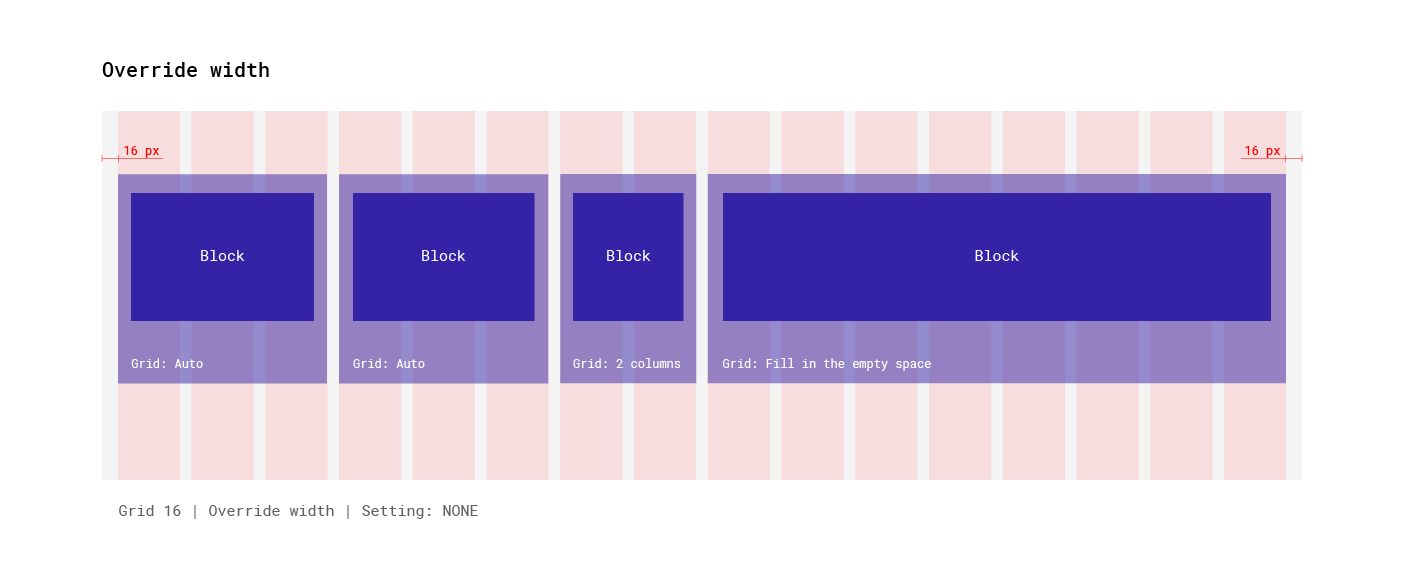 Override width
16 px
16 px
Block
Block
Block
Block
Grid: Auto
Grid: Auto
Grid: 2 columns
Grid: Fill in the empty space
Grid 16 | Override width | Setting: NONE